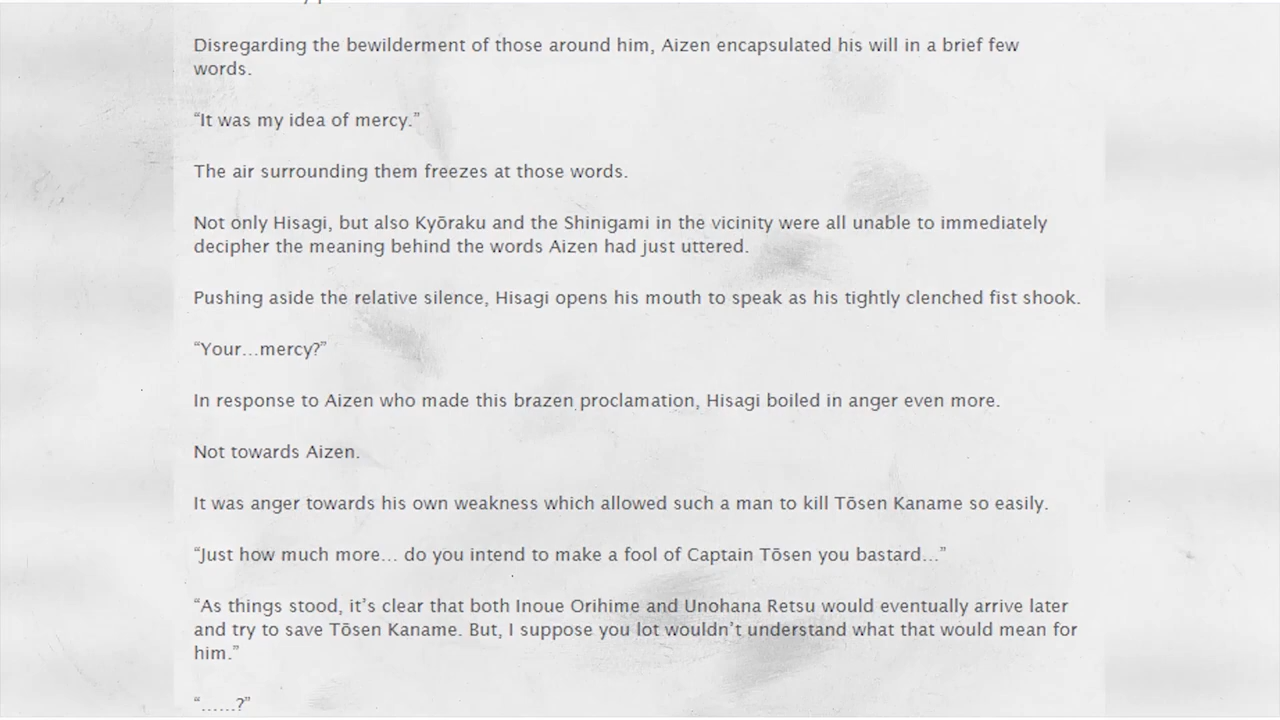 Disregarding the bewilderment of those around him, Aizen encapsulated his will in a brief few
words.
“It was my idea of mercy.”
The air surrounding them freezes at those words.
Not only Hisagi, but also Kyōraku and the Shinigami in the vicinity were all unable to immediately
decipher the meaning behind the words Aizen had just uttered.
Pushing aside the relative silence, Hisagi opens his mouth to speak as his tightly clenched fist shook.
“Your…mercy?”
In response to Aizen who made this brazen proclamation, Hisagi boiled in anger even more.
Not towards Aizen.
It was anger towards his own weakness which allowed such a man to kill Tōsen Kaname so easily.
“Just how much more… do you intend to make a fool of Captain Tōsen you bastard…”
“As things stood, it’s clear that both Inoue Orihime and Unohana Retsu would eventually arrive later
and try to save Tōsen Kaname. But, I suppose you lot wouldn’t understand what that would mean for
him.”
“……?”